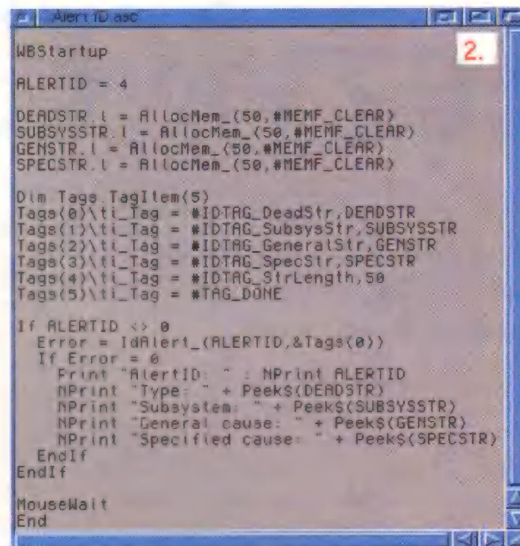 Alert ID.asc
2.
WBStartup
ALERTID = 4
DEADSTR.l = AllocMem_(50,#MEMF_CLEAR)
SUBSYSSTR.l = AllocMem_(50,#MEMF_CLEAR)
GENSTR.l = AllocMem_(50,#MEMF_CLEAR)
SPECSTR.l = AllocMem_(50,#MEMF_CLEAR)
Dim Tags.TagItem(5)
Tags(0)\ti_Tag = #IDTAG_DeadStr,DEADSTR
Tags(1)\ti_Tag = #IDTAG_SubsysStr,SUBSYSSTR
Tags(2)\ti_Tag = #IDTAG_GeneralStr,GENSTR
Tags(3)\ti_Tag = #IDTAG_SpecStr,SPECSTR
Tags(4)\ti_Tag = #IDTAG_StrLength,50
Tags(5)\ti_Tag = #TAG_DONE
If ALERTID <> 0
Error = IdAlert_(ALERTID,&Tags(0))
If Error = 0
Print "AlertID: " : NPrint ALERTID
NPrint "Type: " + Peek$(DEADSTR)
NPrint "Subsystem: " + Peek$(SUBSYSSTR)
NPrint "General cause: " + Peek$(GENSTR)
NPrint "Specified cause: " + Peek$(SPECSTR)
EndIf
EndIf
MouseWait
End